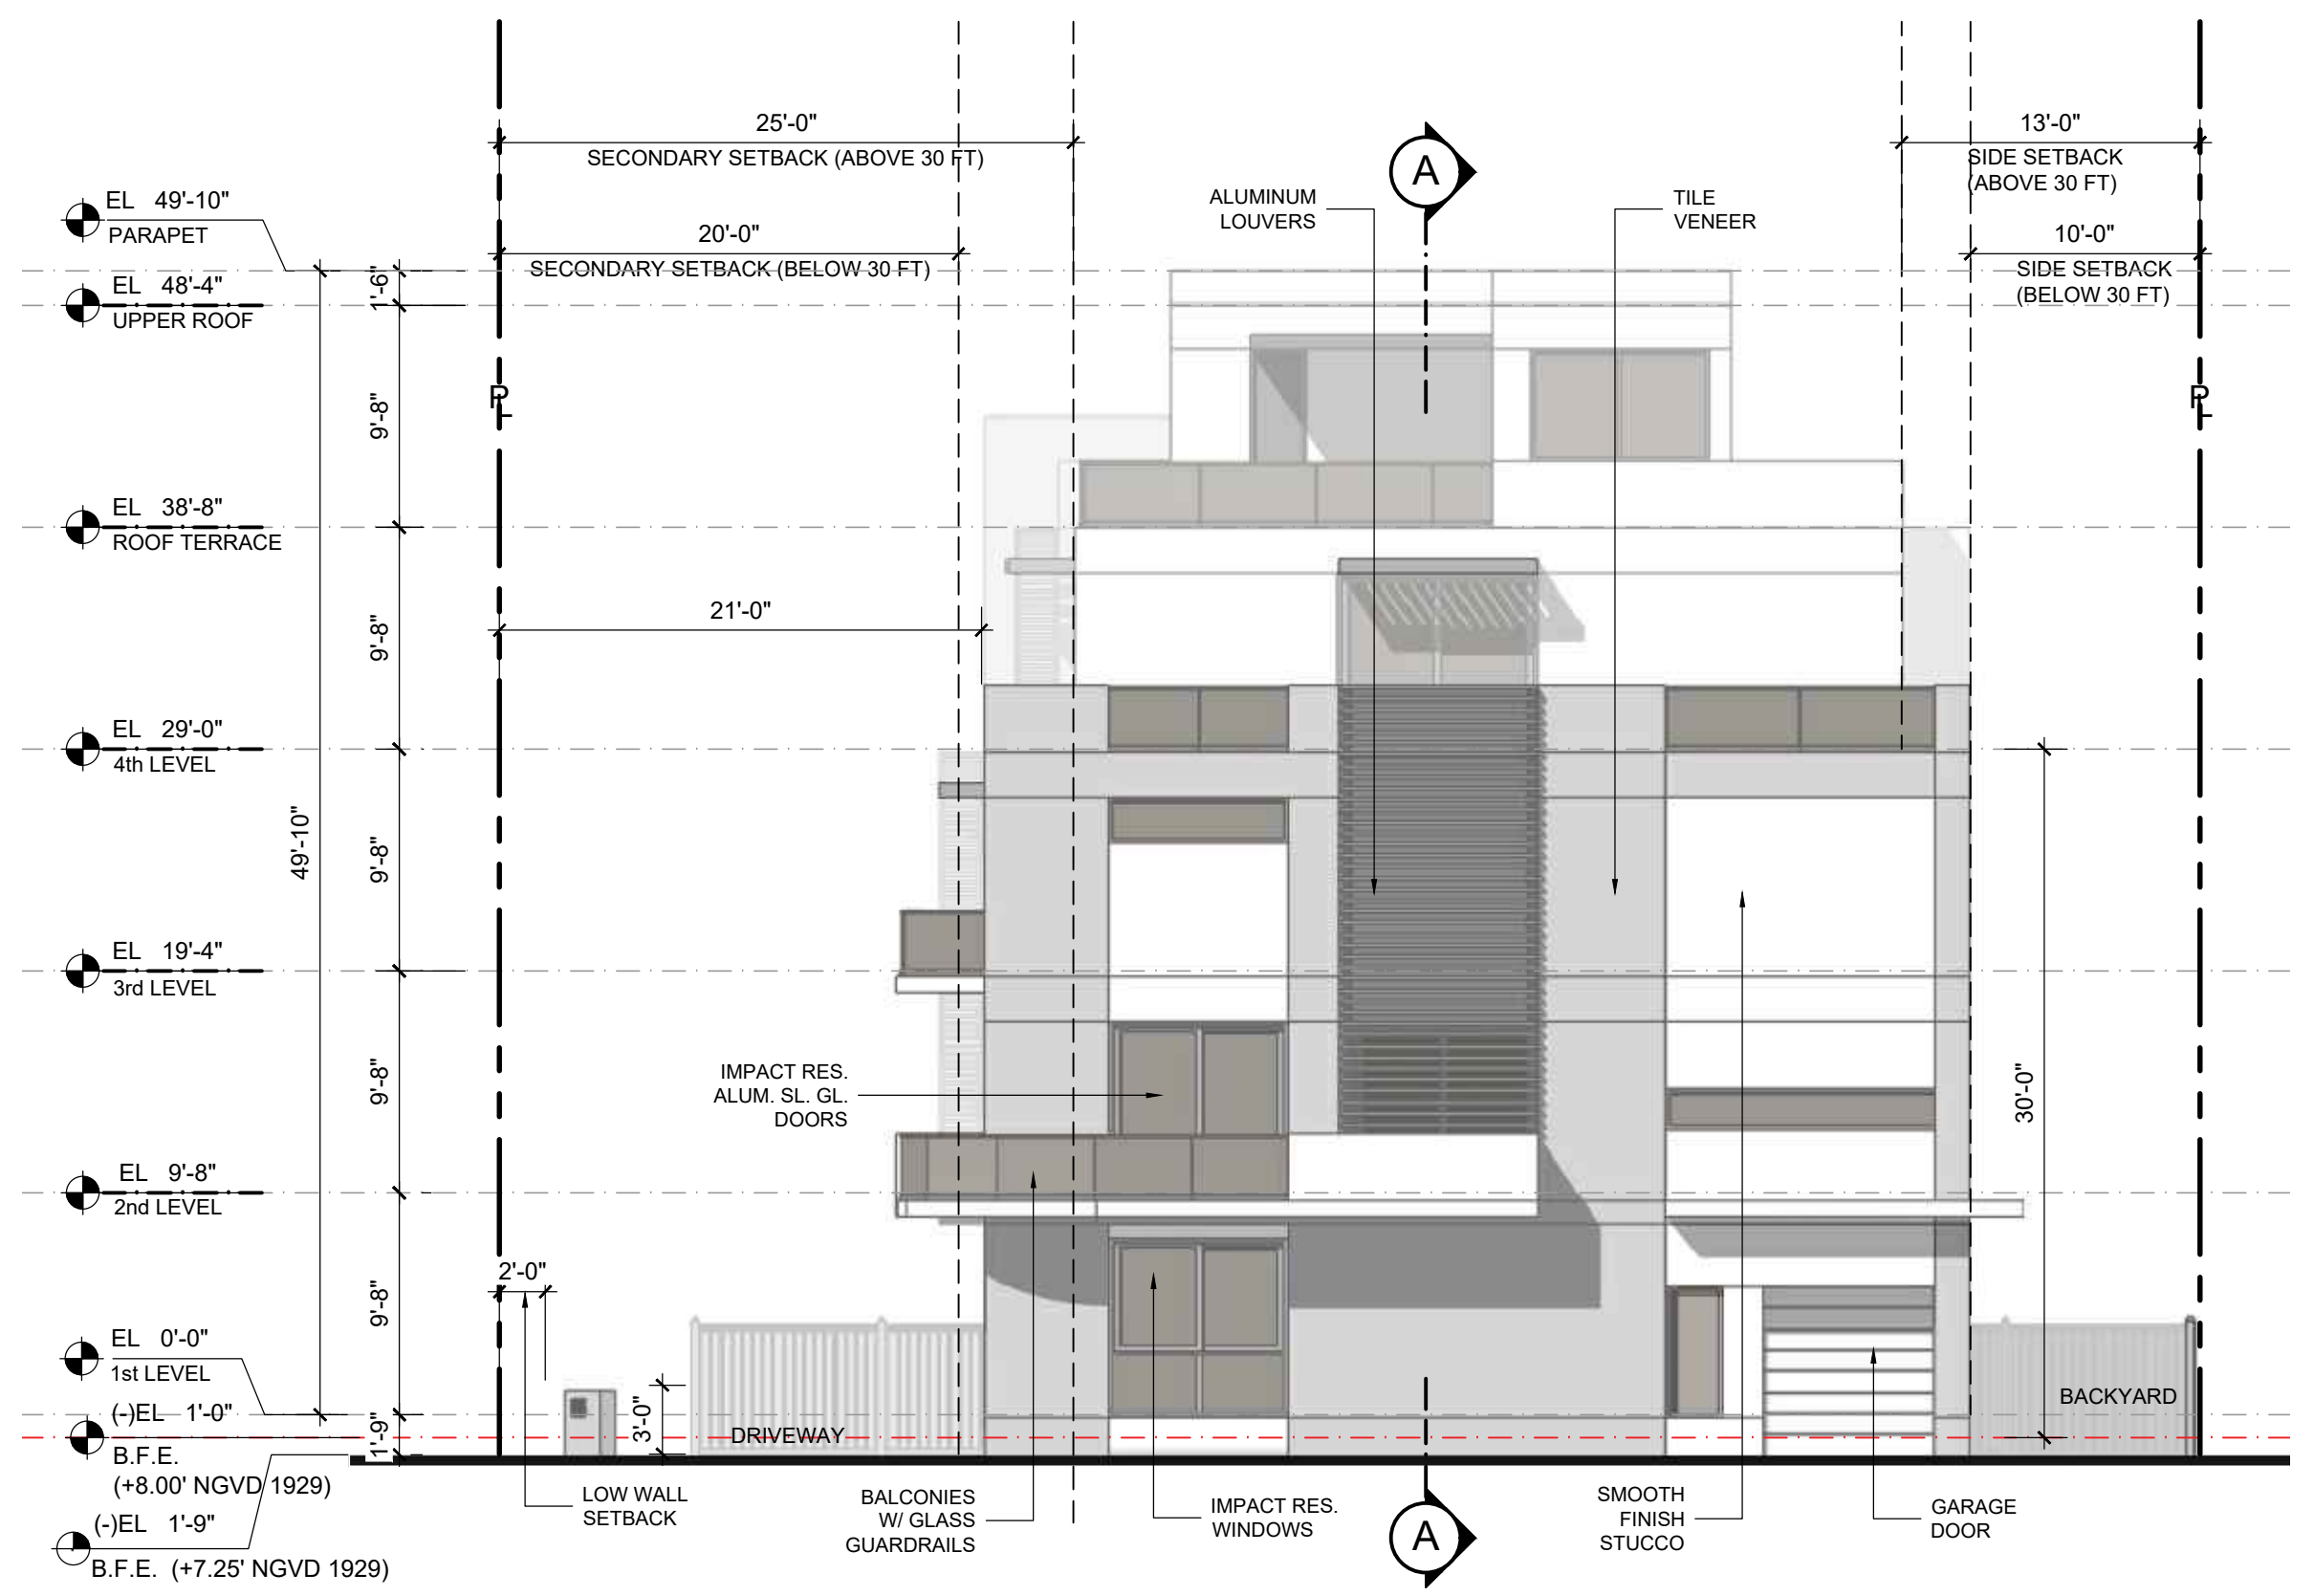 25'-0"
SECONDARY SETBACK (ABOVE 30 FT)
13'-0"
SIDE SETBACK
(ABOVE 30 FT)
A
ALUMINUM
LOUVERS
TILE
VENEER
EL 49'-10"
PARAPET
20'-0"
SECONDARY SETBACK (BELOW 30 FT)
10'-0"
SIDE SETBACK
(BELOW 30 FT)
1'-6"
EL 48'-4"
UPPER ROOF
PL
PL
9'-8"
EL 38'-8"
ROOF TERRACE
21'-0"
9'-8"
EL 29'-0"
4th LEVEL
49'-10"
9'-8"
EL 19'-4"
3rd LEVEL
IMPACT RES.
ALUM. SL. GL.
DOORS
9'-8"
30'-0"
EL 9'-8"
2nd LEVEL
2'-0"
9'-8"
EL 0'-0"
1st LEVEL
(-)EL 1'-0"
B.F.E.
(+8.00' NGVD 1929)
1'-9"
3'-0"
DRIVEWAY
BACKYARD
(-)EL 1'-9"
B.F.E. (+7.25' NGVD 1929)
LOW WALL
SETBACK
BALCONIES
W/ GLASS
GUARDRAILS
IMPACT RES.
WINDOWS
A
SMOOTH
FINISH
STUCCO
GARAGE
DOOR